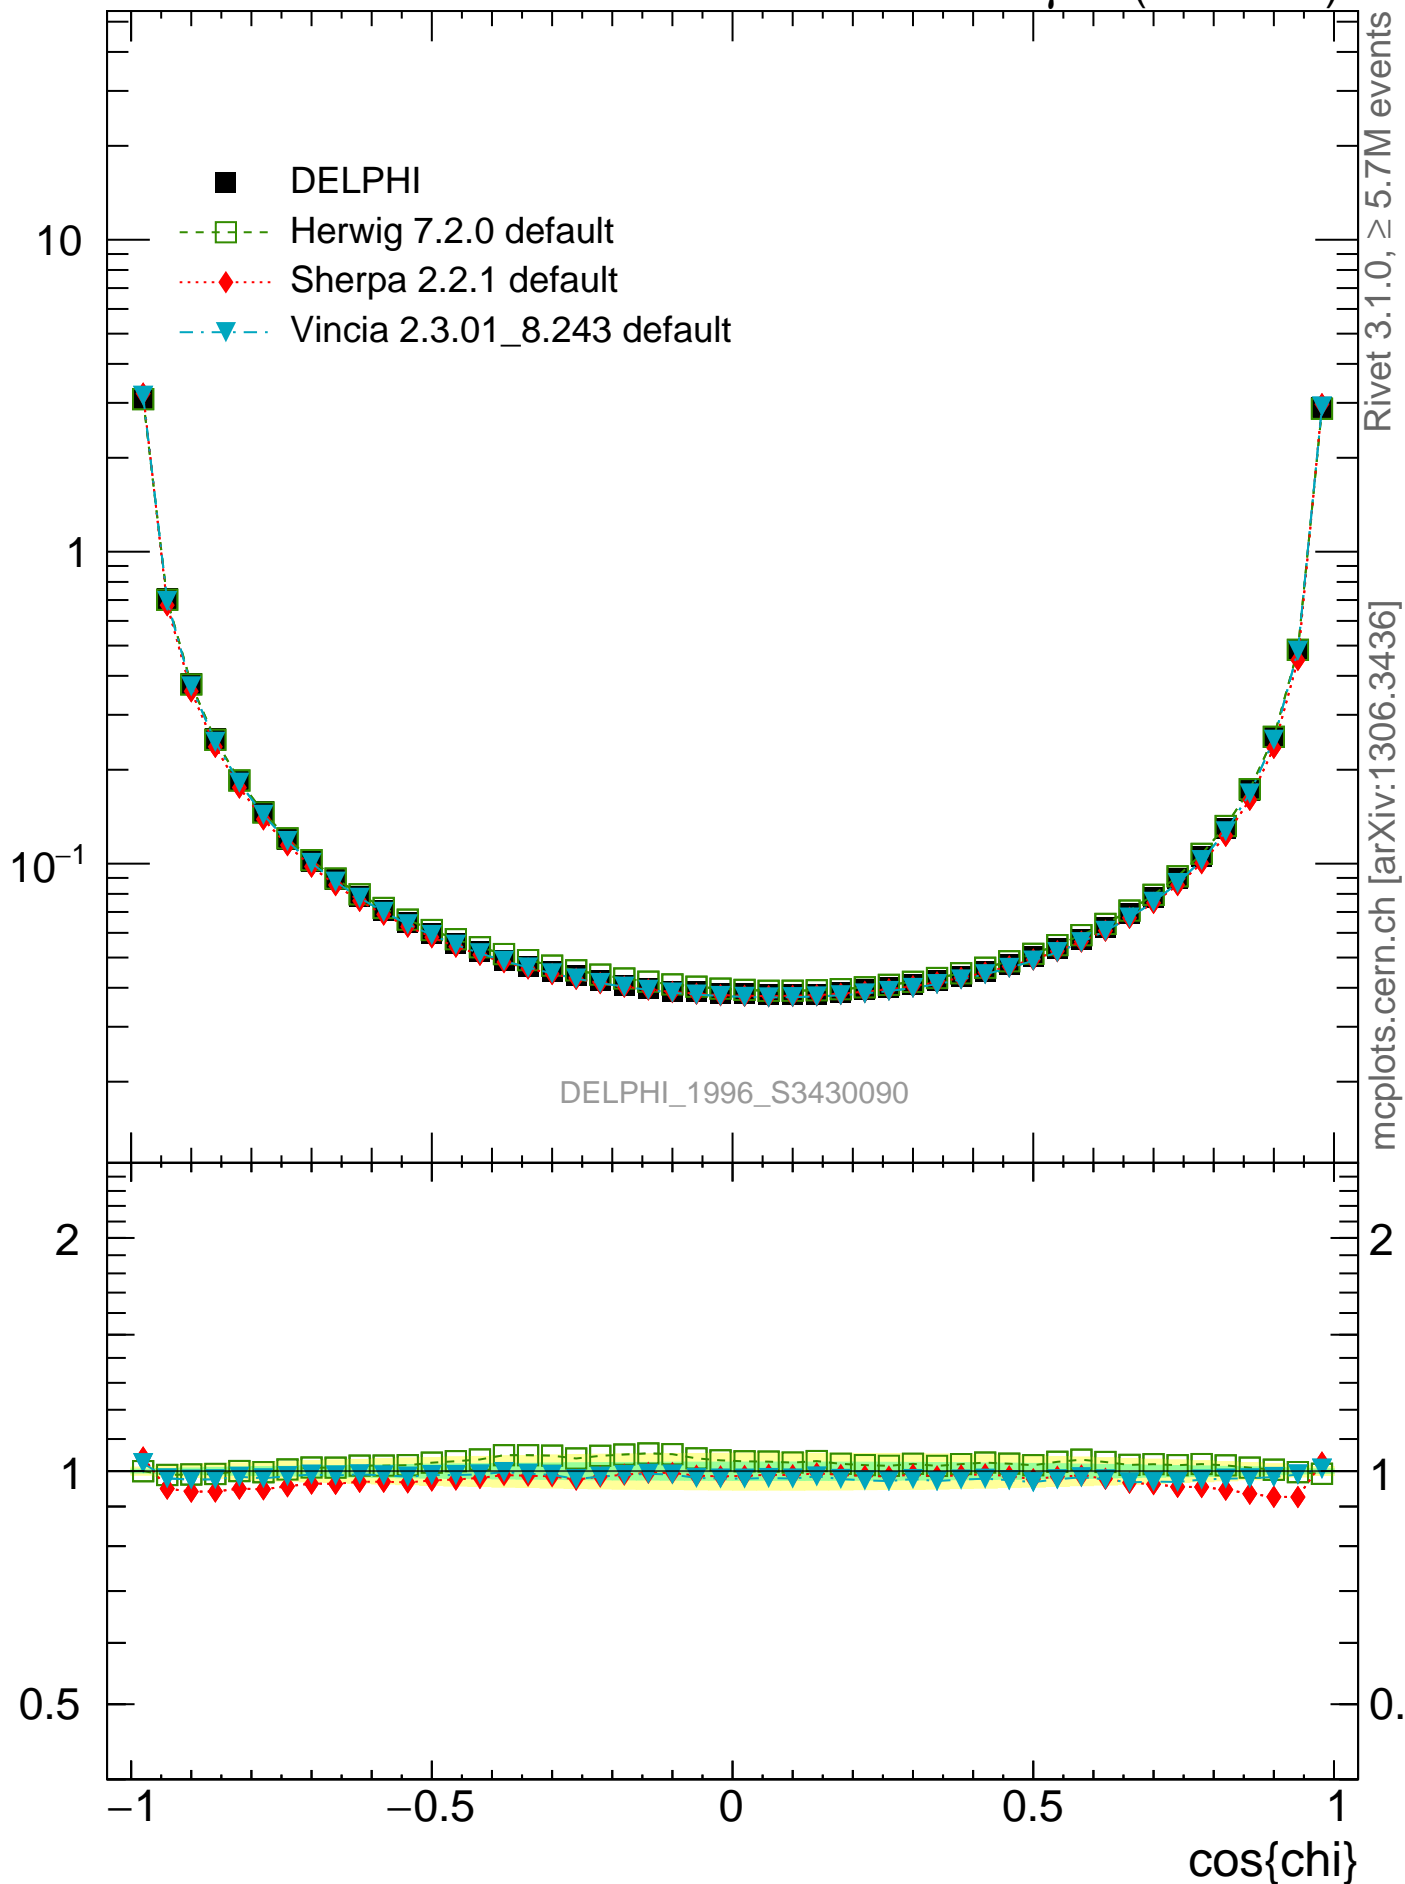 DELPHI
Herwig 7.2.0 default
Sherpa 2.2.1 default
Vincia 2.3.01_8.243 default
10
1
10⁻¹
DELPHI_1996_S3430090
Rivet 3.1.0, ≥ 5.7M events
mcplots.cern.ch [arXiv:1306.3436]
2
1
0.5
2
1
0.
−1
−0.5
0
0.5
1
cos{chi}